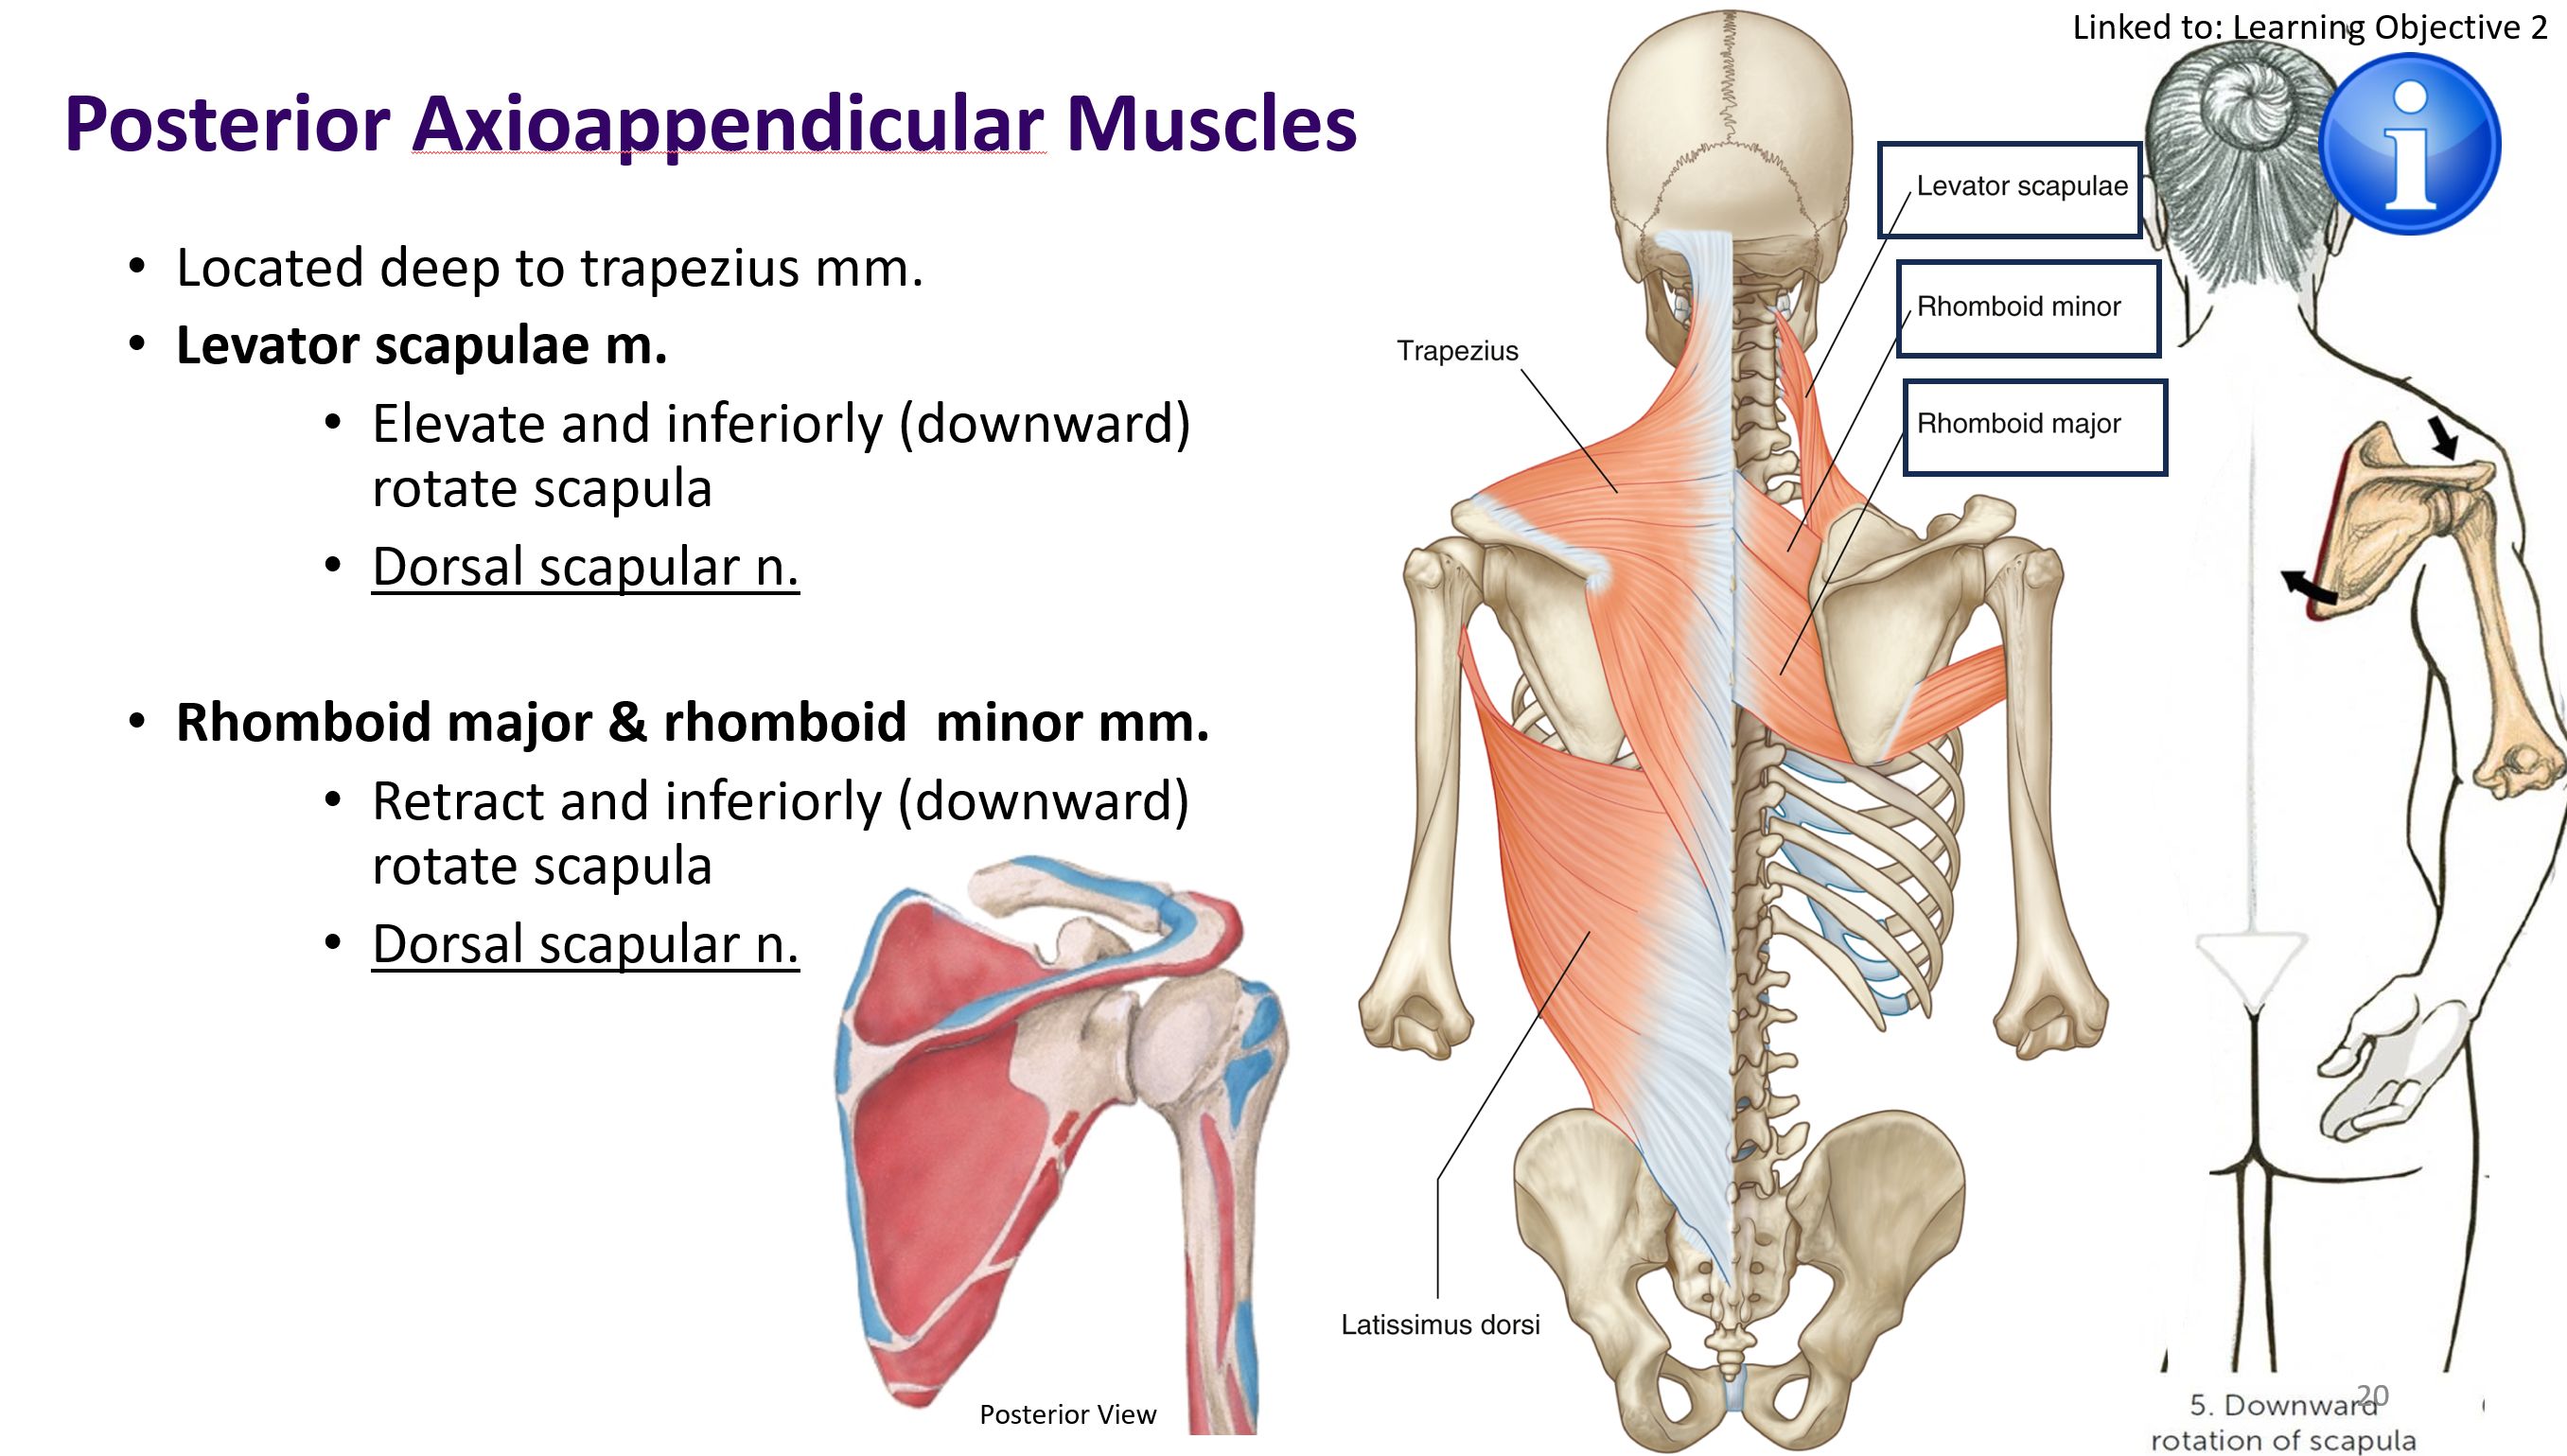 Linked to: Learning Objective 2
Posterior Axioappendicular Muscles
• Located deep to trapezius mm.
• Levator scapulae m.
• Elevate and inferiorly (downward)
rotate scapula
• Dorsal scapular n.
• Rhomboid major & rhomboid  minor mm.
• Retract and inferiorly (downward)
rotate scapula
• Dorsal scapular n.
Posterior View
Levator scapulae
Rhomboid minor
Rhomboid major
Trapezius
Latissimus dorsi
20
5. Downward
rotation of scapula